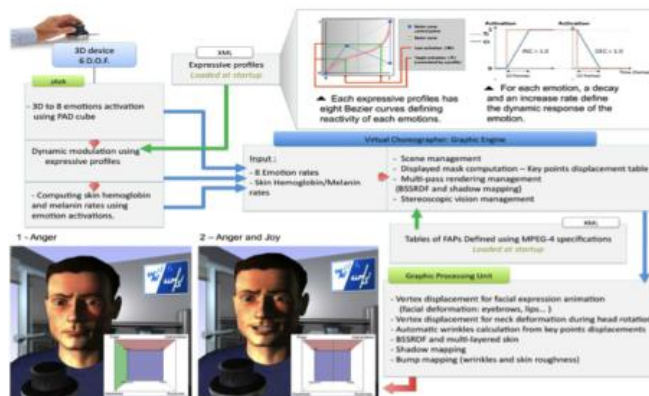 3D device
6 D.O.F.
XML
Expressive profiles
Loaded at startup
- 3D to 8 emotions activation
using PAD cube
Dynamic modulation using
expressive profiles
- Computing skin hemoglobin
and melanin rates using
emotion activations.
Activation
Activation
INC = 1.0
DEC = 1.0
Each expressive profiles has
eight Bezier curves defining
reactivity of each emotions.
For each emotion, a decay
and an increase rate define
the dynamic response of the
emotion.
Virtual Choreographer: Graphic Engine
Input :
- 8 Emotion rates
- Skin Hemoglobin/Melanin
rates
- Scene management
- Displayed mask computation – Key points displacement table
- Multi-pass rendering management
(BSSRDF and shadow mapping)
- Stereoscopic vision management
XML
Tables of FAPs Defined using MPEG-4 specifications
Loaded at startup
Graphic Processing Unit
- Vertex displacement for facial expression animation
(facial deformation: eyebrows, lips... )
- Vertex displacement for neck deformation during head rotation
- Automatic wrinkles calculation from key points displacements
- BSSRDF and multi-layered skin
- Shadow mapping
- Bump mapping (wrinkles and skin roughness)
1 - Anger
2 – Anger and Joy